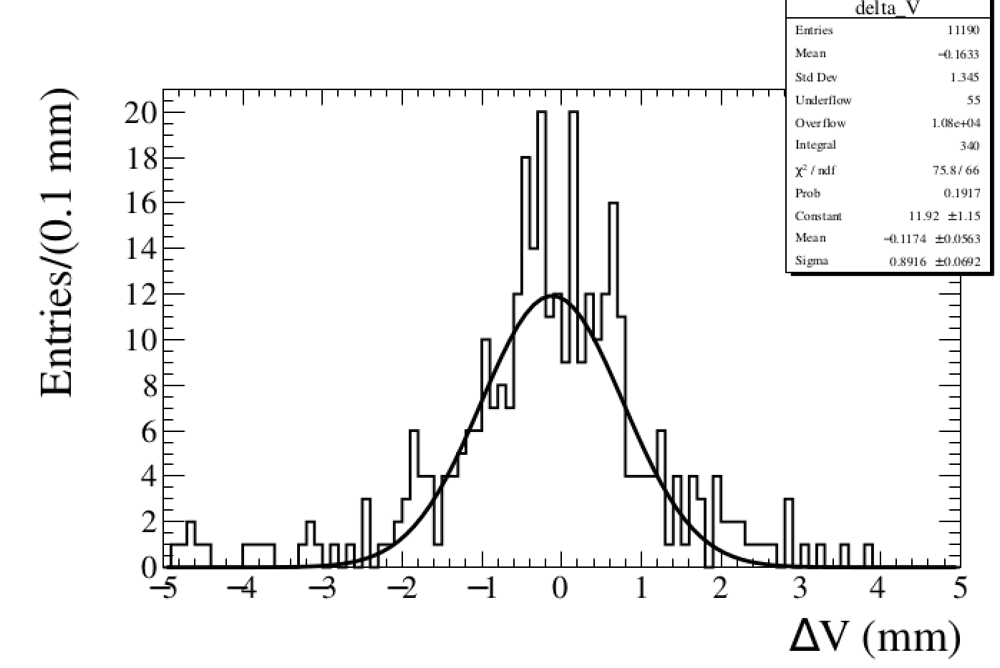 delta_V
Entries 11190
Mean −0.1633
Std Dev 1.345
Underflow 55
Overflow 1.08e+04
Integral 340
χ² / ndf 75.8 / 66
Prob 0.1917
Constant 11.92 ±1.15
Mean −0.1174 ±0.0563
Sigma 0.8916 ±0.0692
Entries/(0.1 mm)
20
18
16
14
12
10
8
6
4
2
0
−5 −4 −3 −2 −1 0 1 2 3 4 5
ΔV (mm)